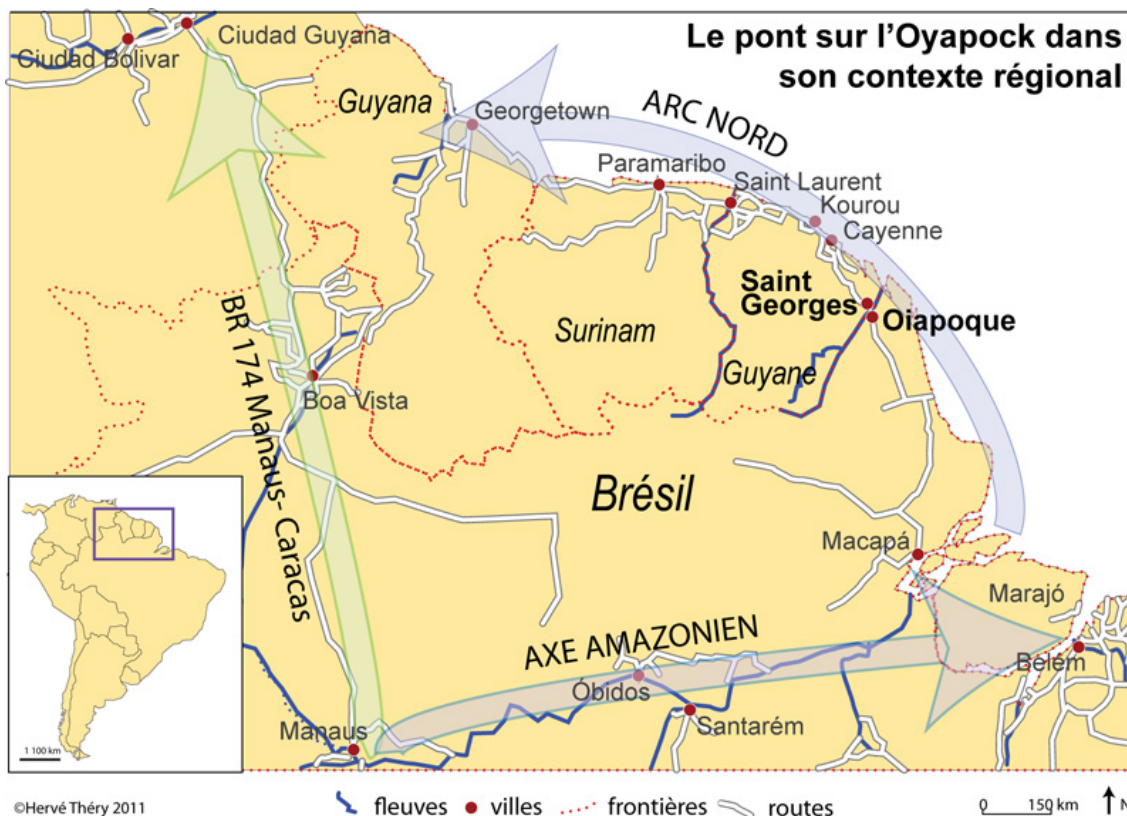 Le pont sur l'Oyapock dans
son contexte régional
Ciudad Guyana
Ciudad Bolivar
Guyana
Georgetown
ARC NORD
Paramaribo
Saint Laurent
Kourou
Cayenne
Saint
Georges
Oiapoque
Surinam
Guyane
BR 174 Manaus- Caracas
Boa Vista
Brésil
Macapá
Marajó
AXE AMAZONIEN
Belém
Óbidos
Santarém
Manaus
1 100 km
©Hervé Théry 2011
fleuves villes frontières routes
0 150 km N